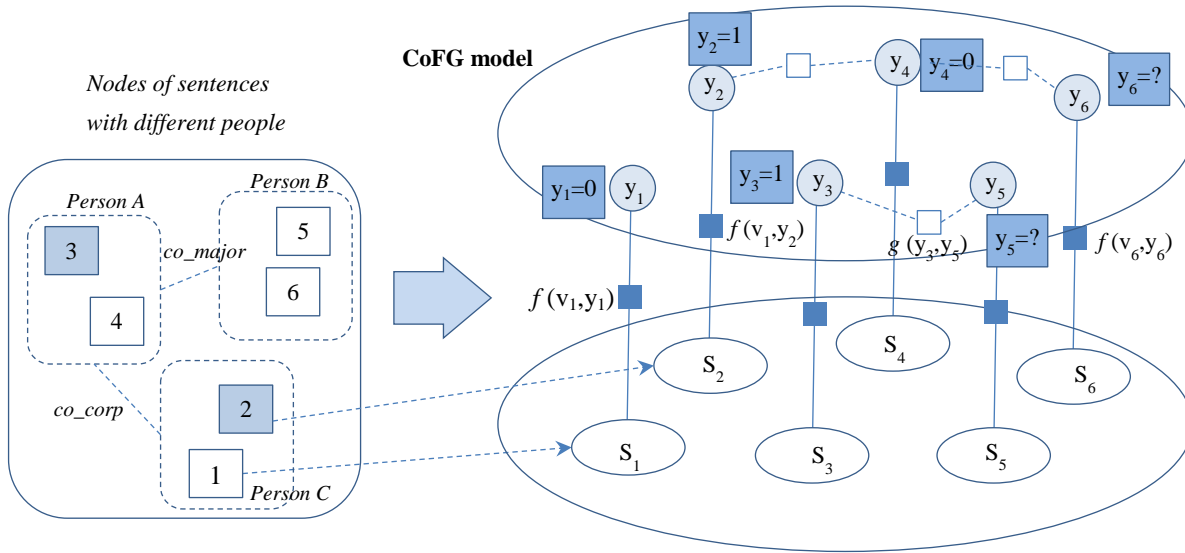 Nodes of sentences
with different people
Person A
3
4
co_major
Person B
5
6
co_corp
2
1
Person C
CoFG model
y₂=1
y₂
y₄
y₄=0
y₆=?
y₆
y₁=0
y₁
y₃=1
y₃
y₅
y₅=?
f (v₁,y₂)
g (y₃,y₅)
f (v₆,y₆)
f (v₁,y₁)
S₂
S₄
S₆
S₁
S₃
S₅